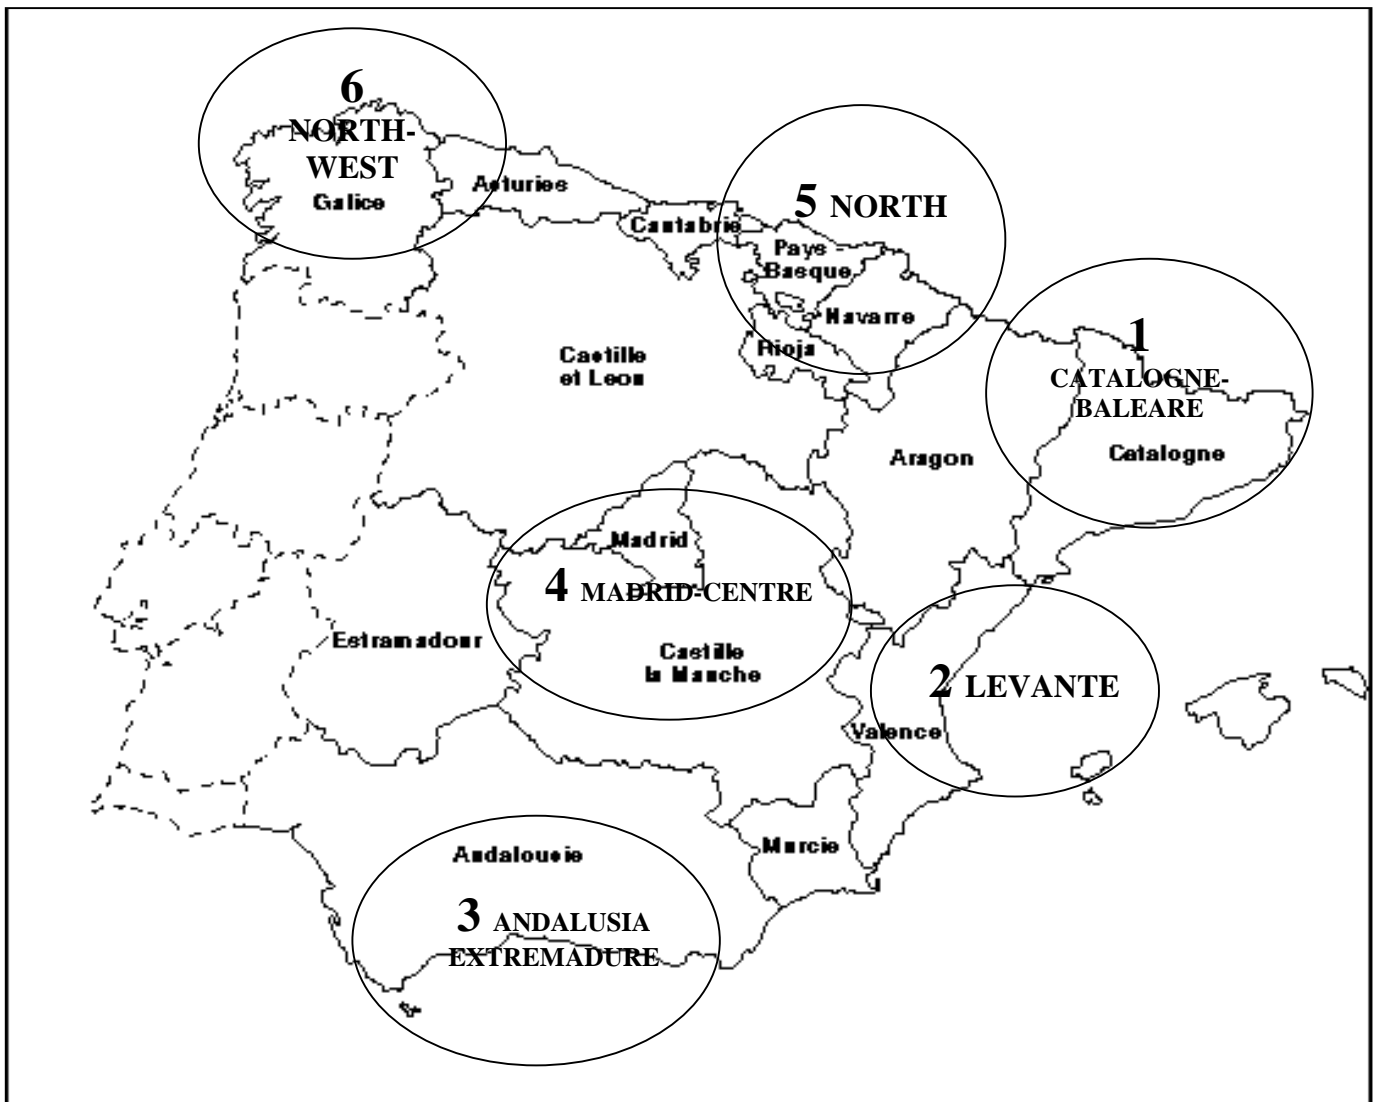 6
NORTH-
WEST
Galice
Asturies
Cantabrie
5 NORTH
Pays
Basque
Navarre
Rioja
1
CATALOGNE-
BALEARE
Catalogne
Castille
et Leon
Aragon
Madrid
4 MADRID-CENTRE
Estramadour
Castille
la Manche
2 LEVANTE
Valence
Murcie
Andalousie
3 ANDALUSIA
EXTREMADURE